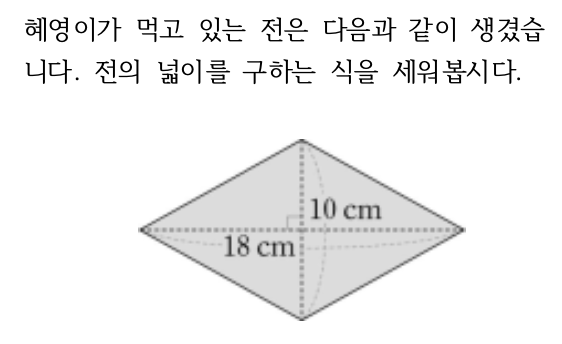 혜영이가 먹고 있는 전은 다음과 같이 생겼습
니다. 전의 넓이를 구하는 식을 세워봅시다.
10 cm
18 cm